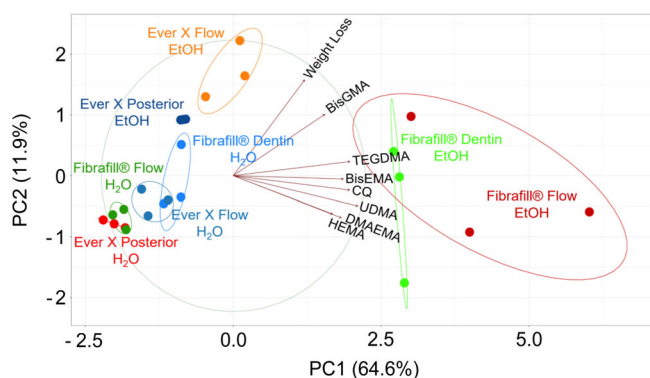 Ever X Flow
EtOH
Weight Loss
Ever X Posterior
EtOH
BisGMA
Fibrafill® Dentin
H₂O
Fibrafill® Flow
H₂O
Ever X Flow
H₂O
Ever X Posterior
H₂O
TEGDMA
BisEMA
CQ
UDMA
DMAEMA
HEMA
Fibrafill® Dentin
EtOH
Fibrafill® Flow
EtOH
PC2 (11.9%)
2
1
0
-1
-2
-2.5
0.0
2.5
5.0
PC1 (64.6%)